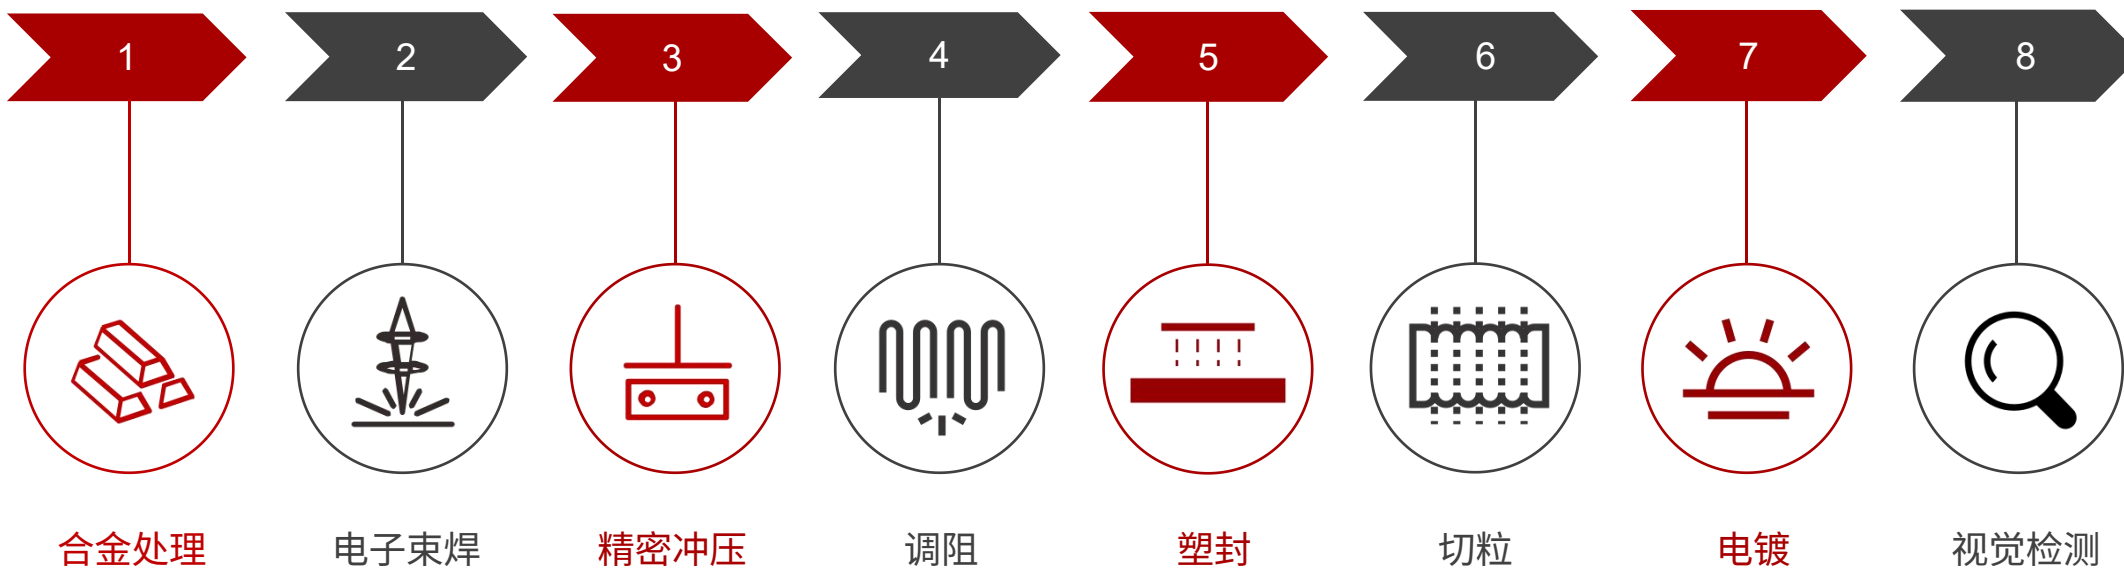 1 2 3 4 5 6 7 8
合金处理 电子束焊 精密冲压 调阻 塑封 切粒 电镀 视觉检测